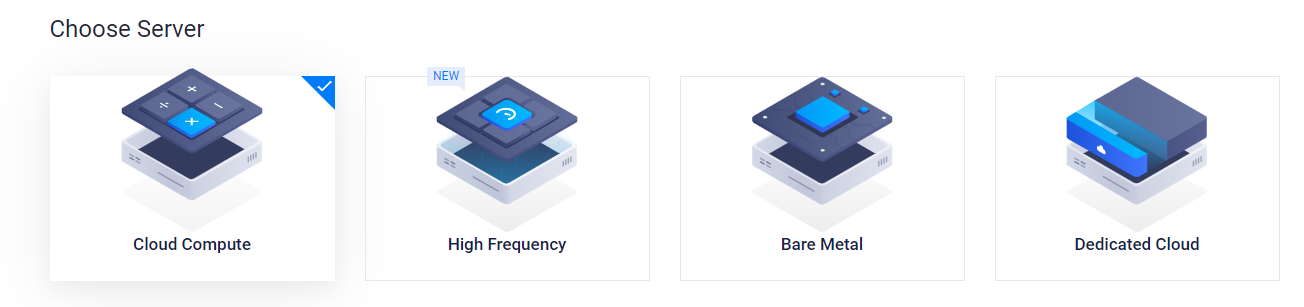 Choose Server
NEW
Cloud Compute
High Frequency
Bare Metal
Dedicated Cloud